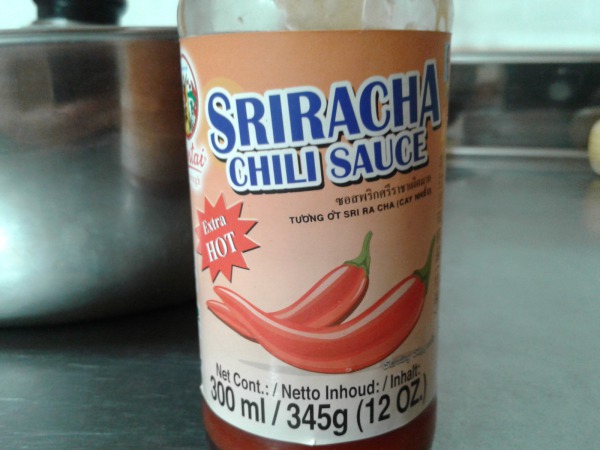 SRIRACHA
CHILI SAUCE
ซอสพริกศรีราชาเผ็ดมาก
TƯƠNG ỚT SRI RA CHA (CAY NHIỀU)
Extra
HOT
Net Cont.: / Netto Inhoud: / Inhalt:
300 ml / 345g (12 OZ.)